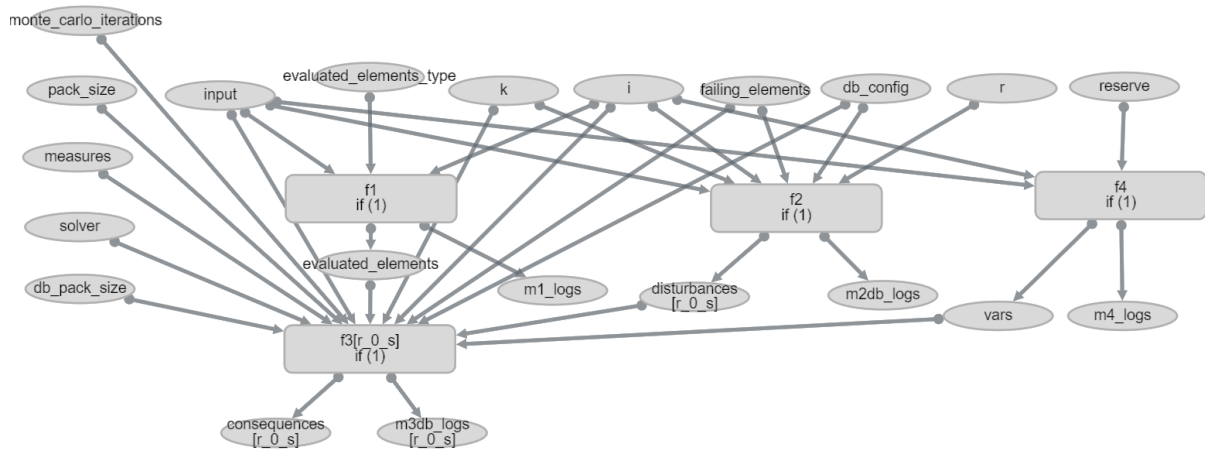 monte_carlo_iterations
evaluated_elements_type
pack_size
input
k
i
failing_elements
db_config
r
reserve
measures
f1
if (1)
f2
if (1)
f4
if (1)
solver
evaluated_elements
db_pack_size
m1_logs
disturbances
[r_0_s]
m2db_logs
vars
m4_logs
f3[r_0_s]
if (1)
consequences
[r_0_s]
m3db_logs
[r_0_s]